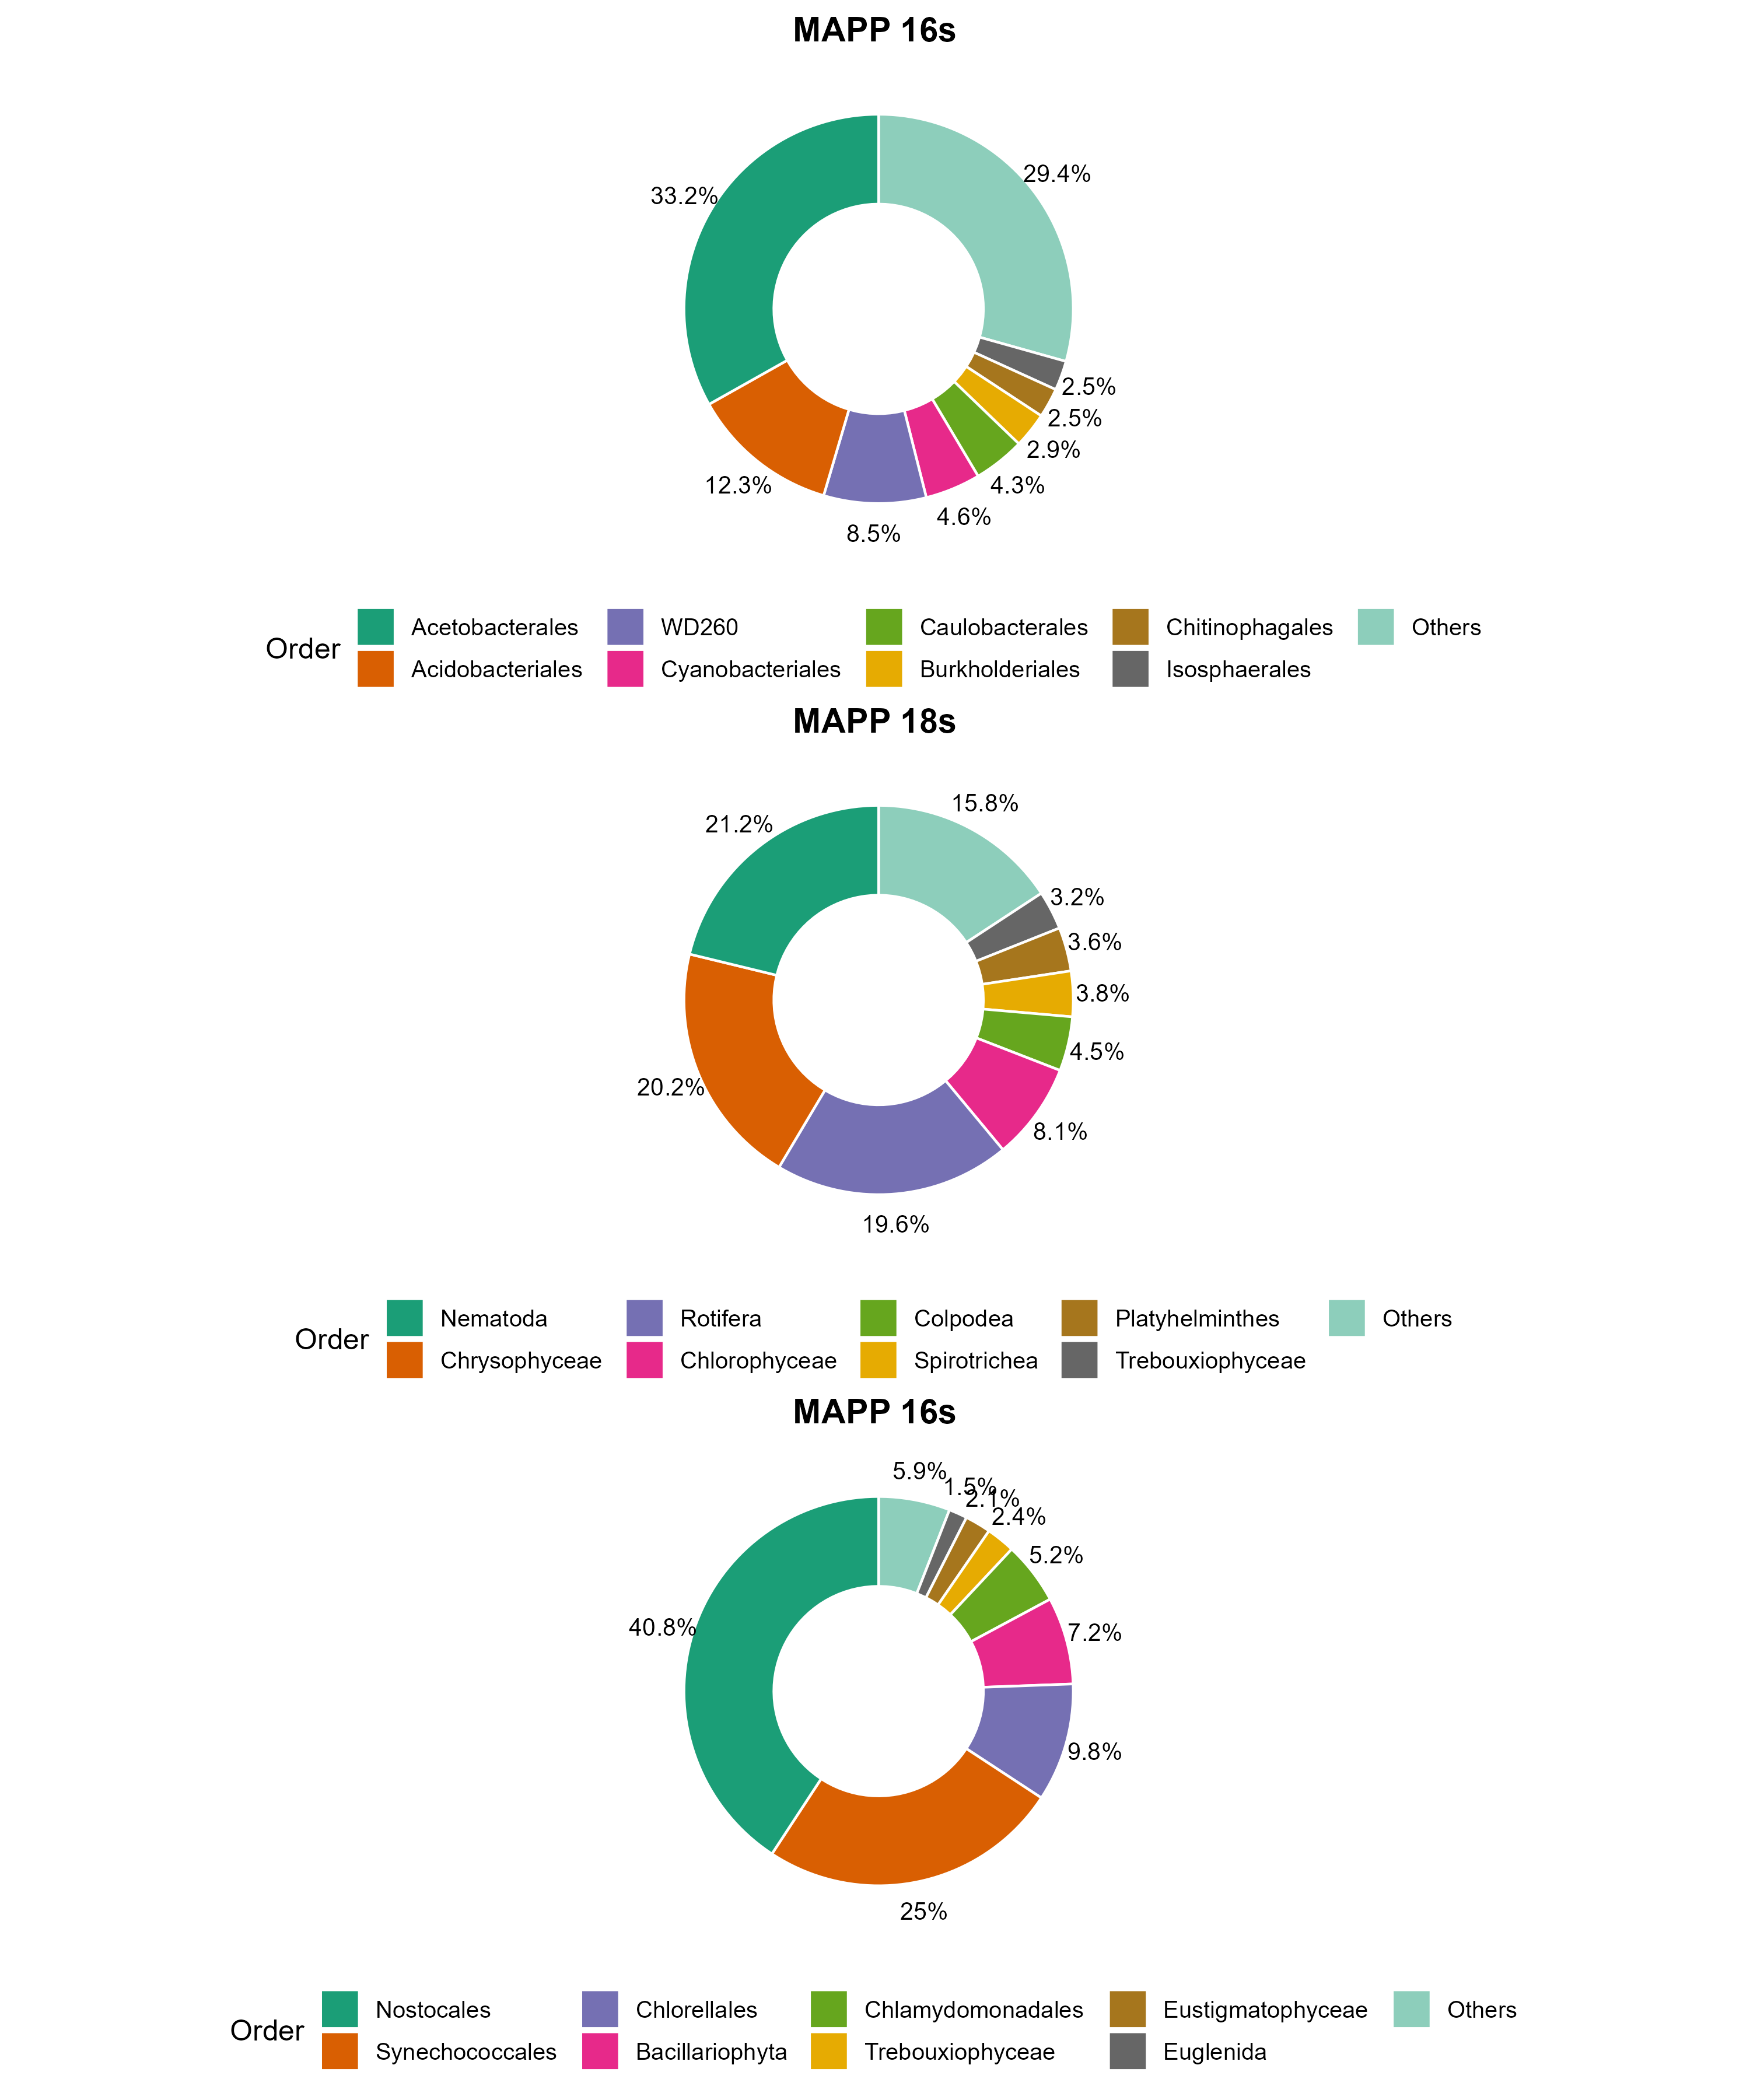 MAPP 16s
29.4%
33.2%
2.5%
2.5%
2.9%
12.3%
4.3%
4.6%
8.5%
Order
Acetobacterales WD260 Caulobacterales Chitinophagales Others
Acidobacteriales Cyanobacteriales Burkholderiales Isosphaerales
MAPP 18s
15.8%
21.2%
3.2%
3.6%
3.8%
4.5%
20.2%
8.1%
19.6%
Order
Nematoda Rotifera Colpodea Platyhelminthes Others
Chrysophyceae Chlorophyceae Spirotrichea Trebouxiophyceae
MAPP 16s
5.9%
1.5%
2.1%
2.4%
5.2%
40.8%
7.2%
9.8%
25%
Order
Nostocales Chlorellales Chlamydomonadales Eustigmatophyceae Others
Synechococcales Bacillariophyta Trebouxiophyceae Euglenida